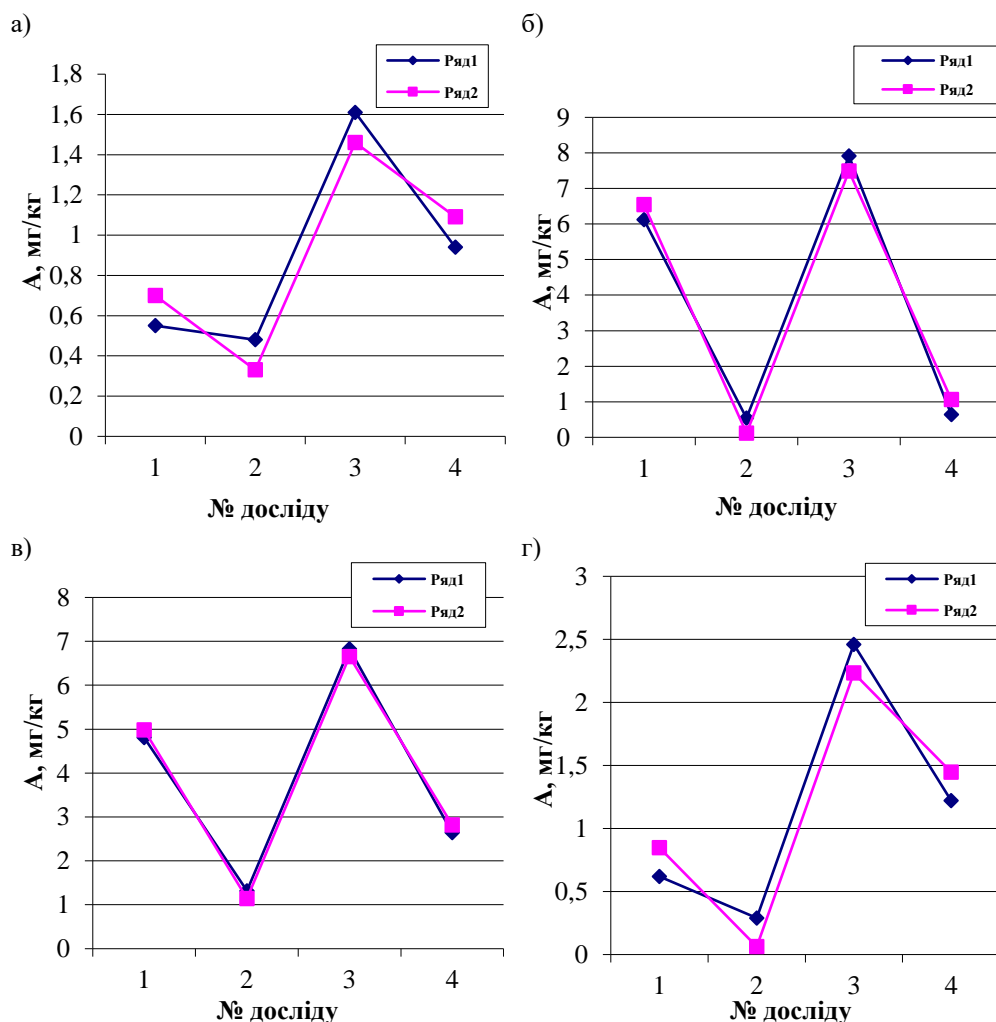 а)
Ряд1
Ряд2
А, мг/кг
1,8
1,6
1,4
1,2
1
0,8
0,6
0,4
0,2
0
1 2 3 4
№ досліду
б)
Ряд1
Ряд2
А, мг/кг
9
8
7
6
5
4
3
2
1
0
1 2 3 4
№ досліду
в)
Ряд1
Ряд2
А, мг/кг
8
7
6
5
4
3
2
1
0
1 2 3 4
№ досліду
г)
Ряд1
Ряд2
А, мг/кг
3
2,5
2
1,5
1
0,5
0
1 2 3 4
№ досліду